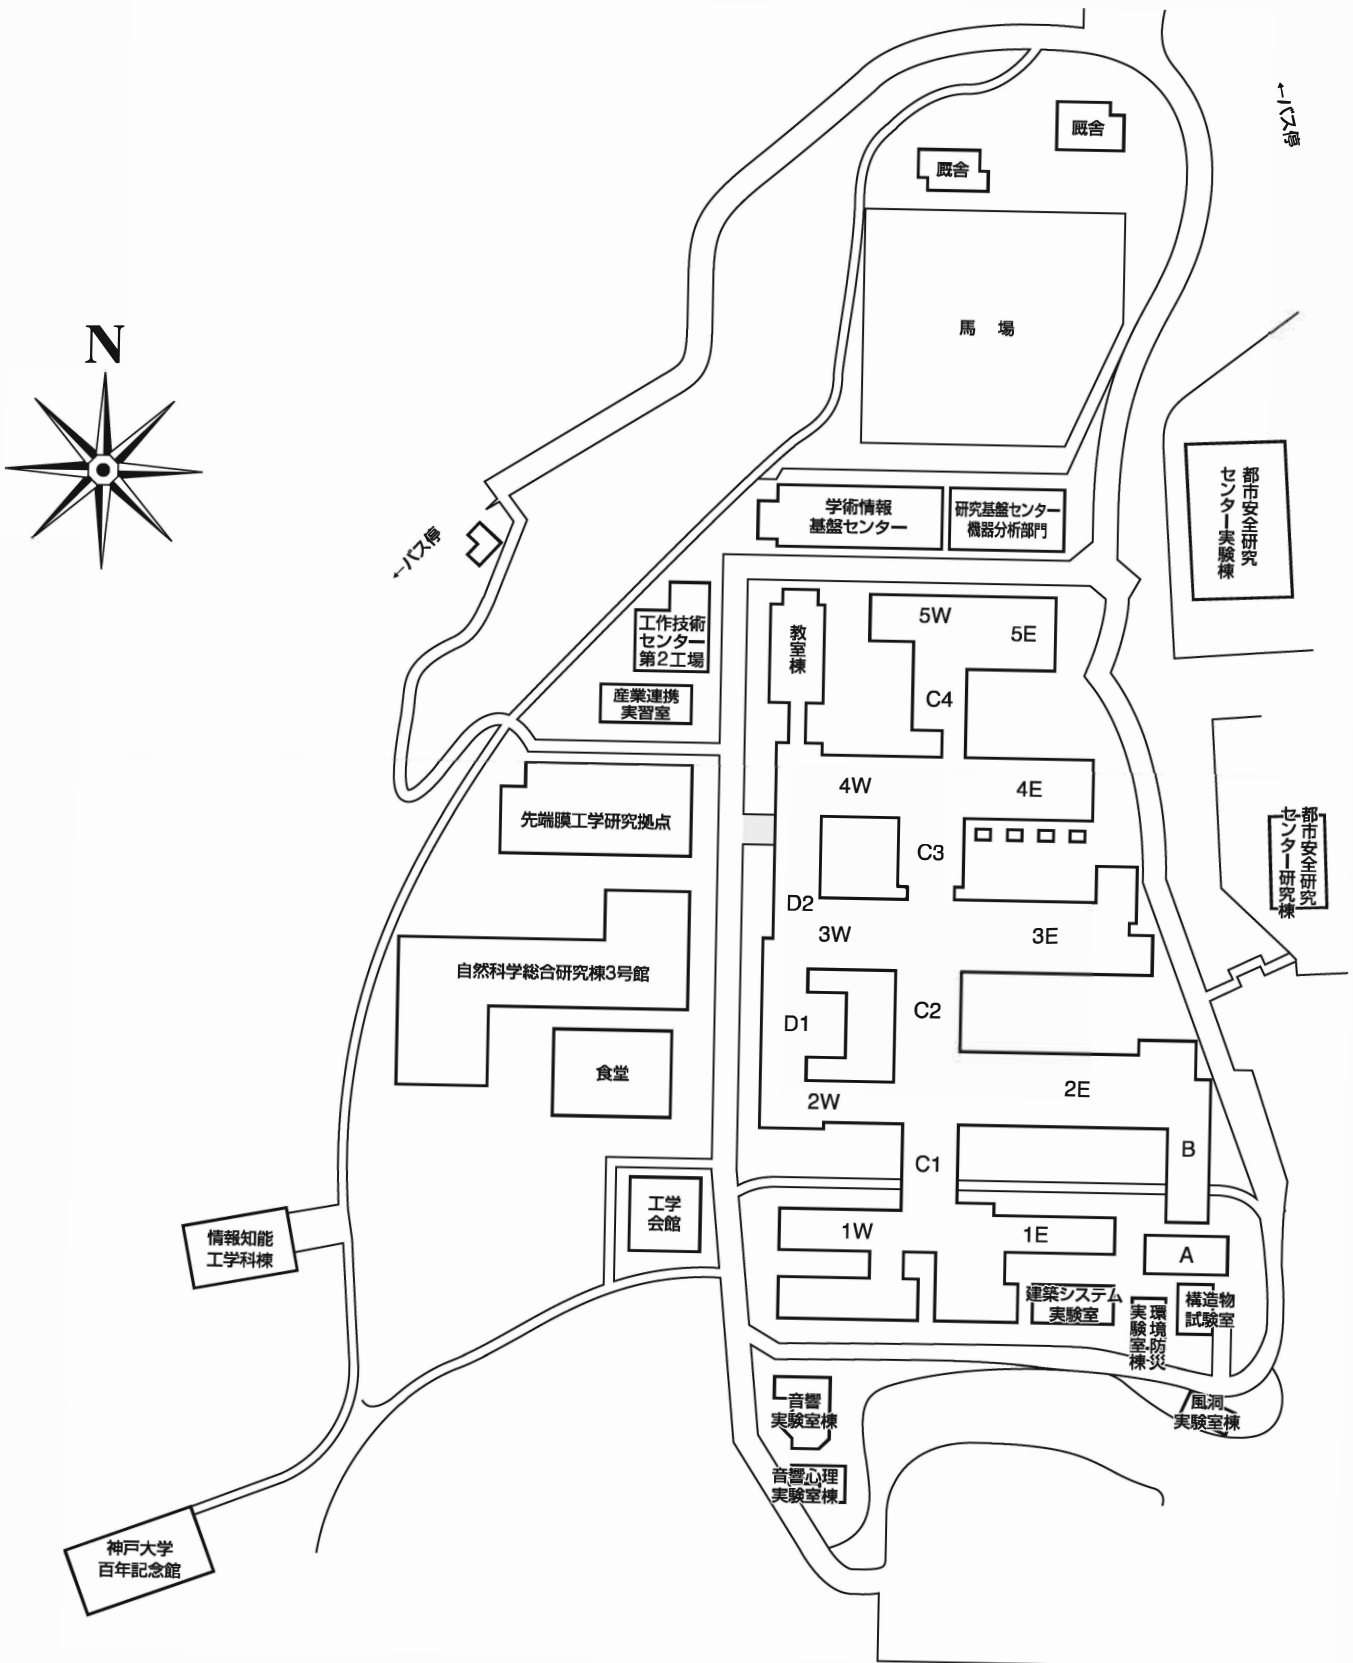 ←バス停
厩舎
厩舎
馬 場
N
学術情報
基盤センター
研究基盤センター
機器分析部門
都市安全研究
センター実験棟
←バス停
工作技術
センター
第2工場
教室棟
5W
5E
産業連携
実習室
C4
4W
4E
先端膜工学研究拠点
都市安全研究
センター研究棟
C3
D2
3W
3E
自然科学総合研究棟3号館
D1
C2
食堂
2W
2E
C1
B
工学
会館
1W
1E
A
情報知能
工学科棟
建築システム
実験室
環境防災
実験室棟
構造物
試験室
音響
実験室棟
風洞
実験室棟
音響心理
実験室棟
神戸大学
百年記念館